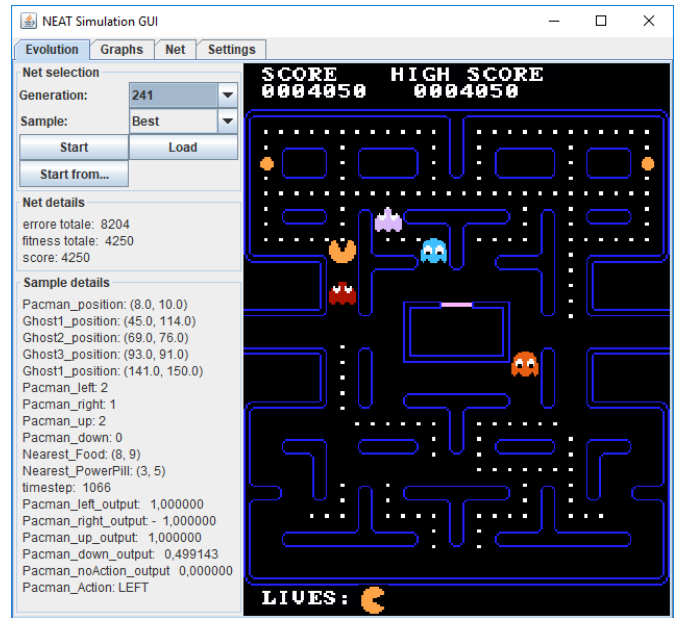 NEAT Simulation GUI
Evolution Graphs Net Settings
Net selection
Generation: 241
Sample: Best
Start Load
Start from...
Net details
errore totale: 8204
fitness totale: 4250
score: 4250
Sample details
Pacman_position: (8.0, 10.0)
Ghost1_position: (45.0, 114.0)
Ghost2_position: (69.0, 76.0)
Ghost3_position: (93.0, 91.0)
Ghost1_position: (141.0, 150.0)
Pacman_left: 2
Pacman_right: 1
Pacman_up: 2
Pacman_down: 0
Nearest_Food: (8, 9)
Nearest_PowerPill: (3, 5)
timestep: 1066
Pacman_left_output: 1,000000
Pacman_right_output: - 1,000000
Pacman_up_output: 1,000000
Pacman_down_output: 0,499143
Pacman_noAction_output 0,000000
Pacman_Action: LEFT
SCORE HIGH SCORE
0004050 0004050
LIVES: